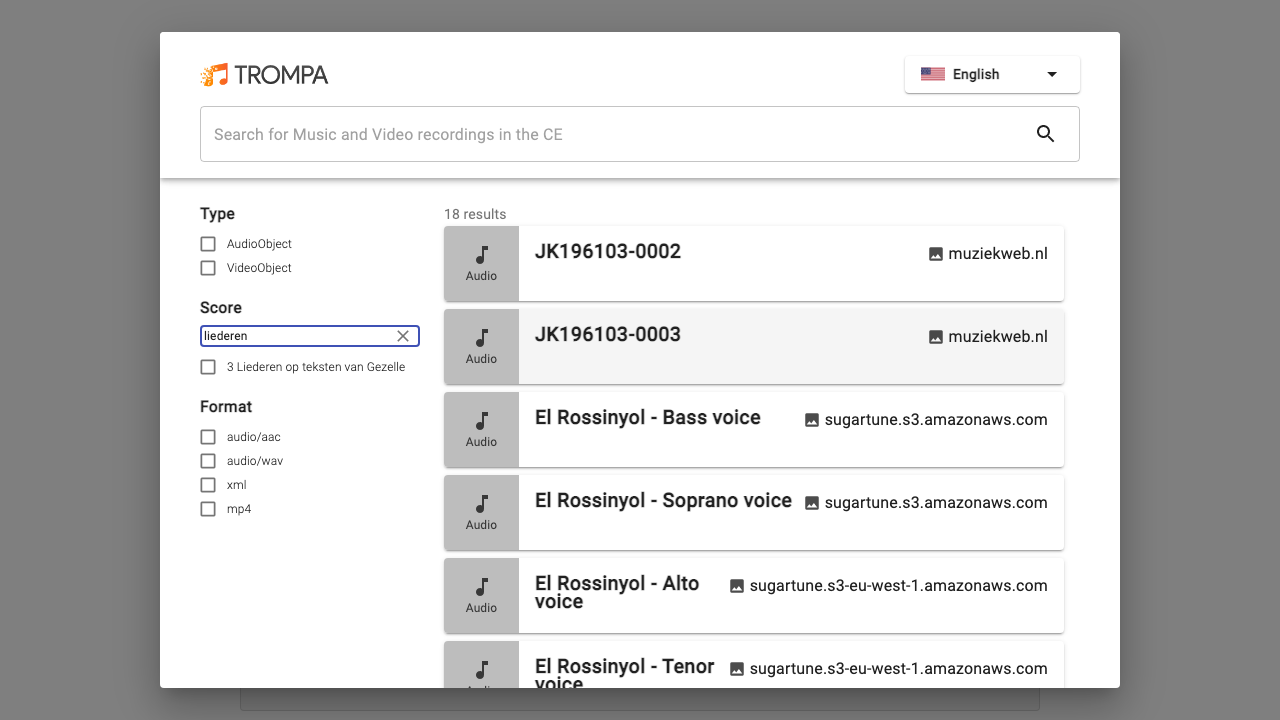 TROMPA
English
Search for Music and Video recordings in the CE
Type
AudioObject
VideoObject
Score
liederen
3 Liederen op teksten van Gezelle
Format
audio/aac
audio/wav
xml
mp4
18 results
Audio
JK196103-0002
muziekweb.nl
Audio
JK196103-0003
muziekweb.nl
Audio
El Rossinyol - Bass voice
sugartune.s3.amazonaws.com
Audio
El Rossinyol - Soprano voice
sugartune.s3.amazonaws.com
Audio
El Rossinyol - Alto
voice
sugartune.s3-eu-west-1.amazonaws.com
El Rossinyol - Tenor
voice
sugartune.s3-eu-west-1.amazonaws.com